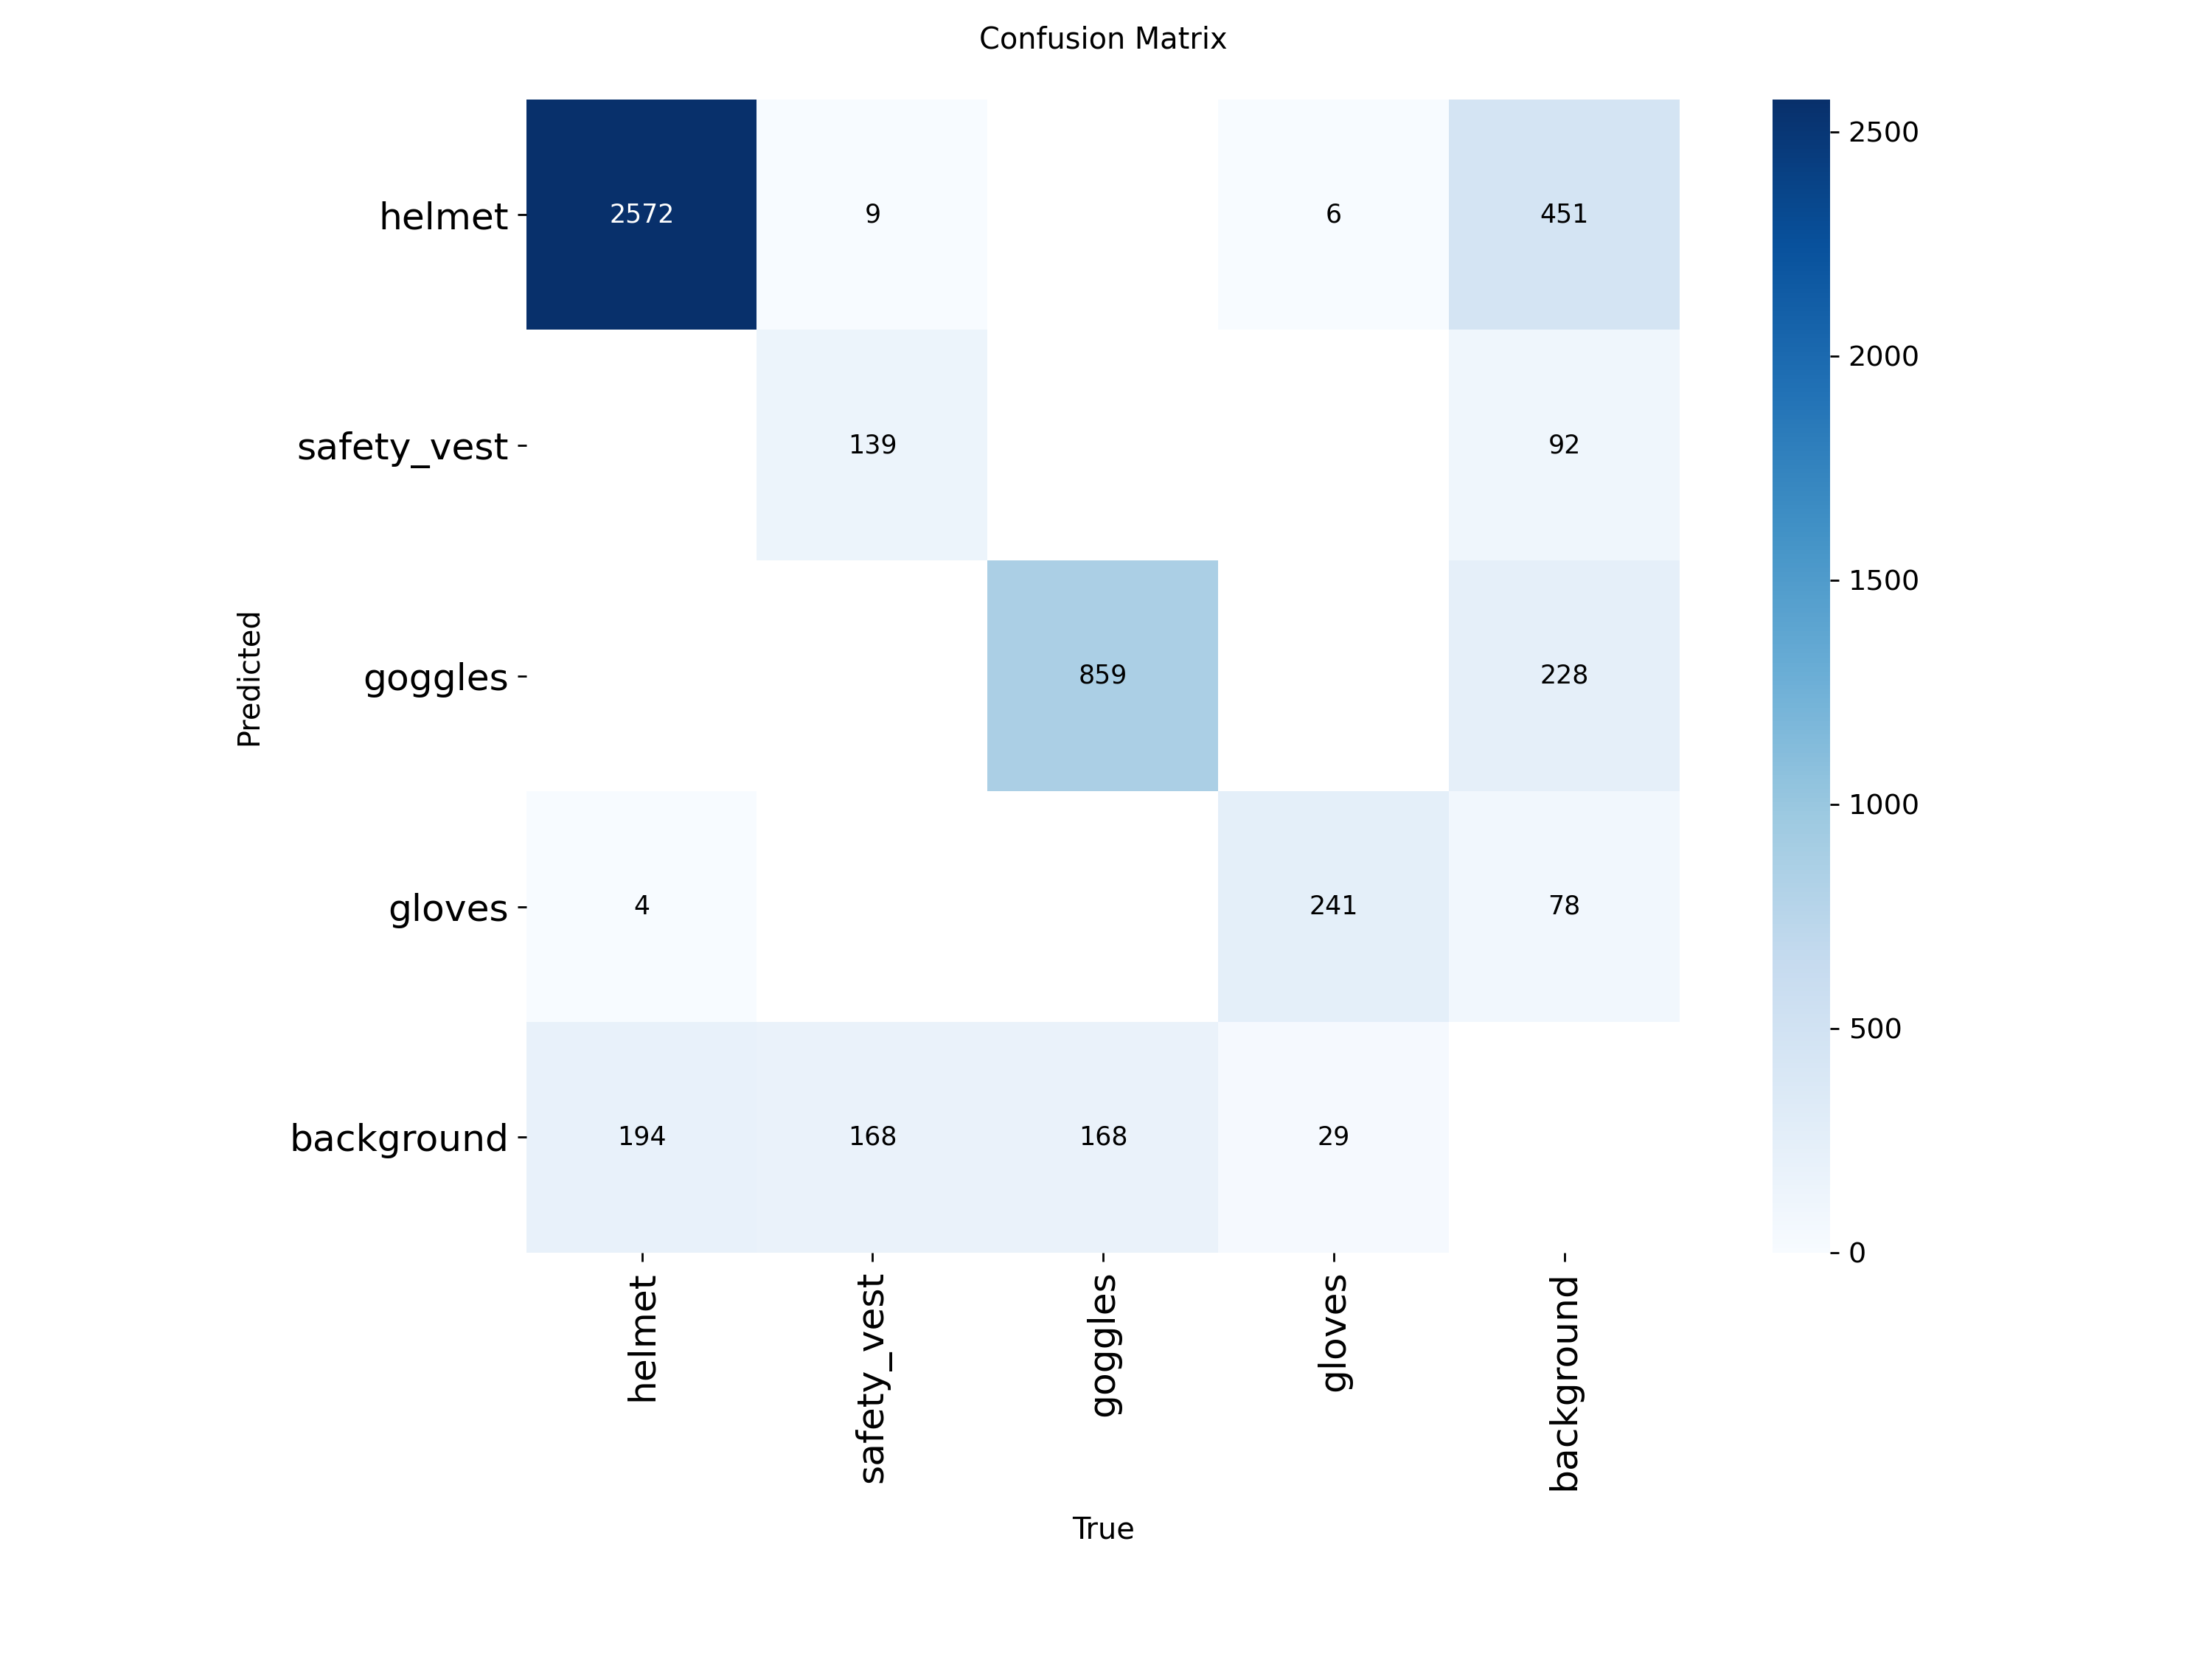 Confusion Matrix
helmet
2572
9
6
451
safety_vest
139
92
goggles
859
228
gloves
4
241
78
background
194
168
168
29
Predicted
helmet
safety_vest
goggles
gloves
background
True
2500
2000
1500
1000
500
0